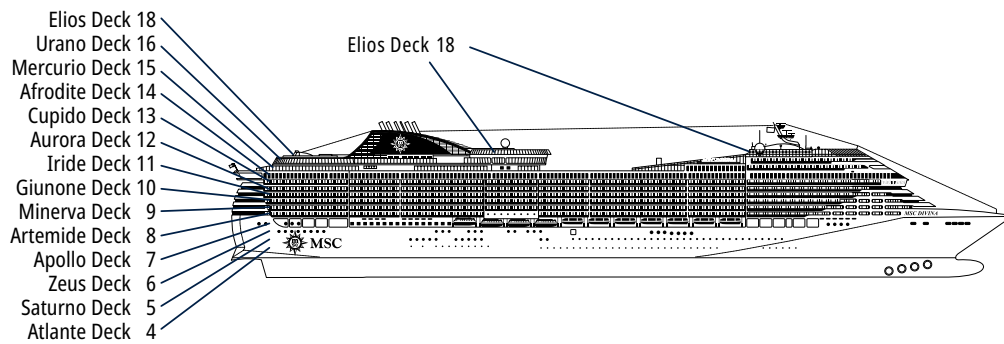 Elios Deck 18
Urano Deck 16
Mercurio Deck 15
Afrodite Deck 14
Cupido Deck 13
Aurora Deck 12
Iride Deck 11
Giunone Deck 10
Minerva Deck 9
Artemide Deck 8
Apollo Deck 7
Zeus Deck 6
Saturno Deck 5
Atlante Deck 4
Elios Deck 18
MSC DIVINA
MSC